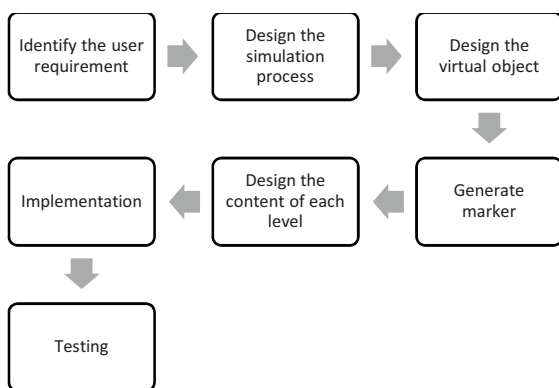 Identify the user
requirement
Design the
simulation
process
Design the
virtual object
Generate
marker
Design the
content of each
level
Implementation
Testing